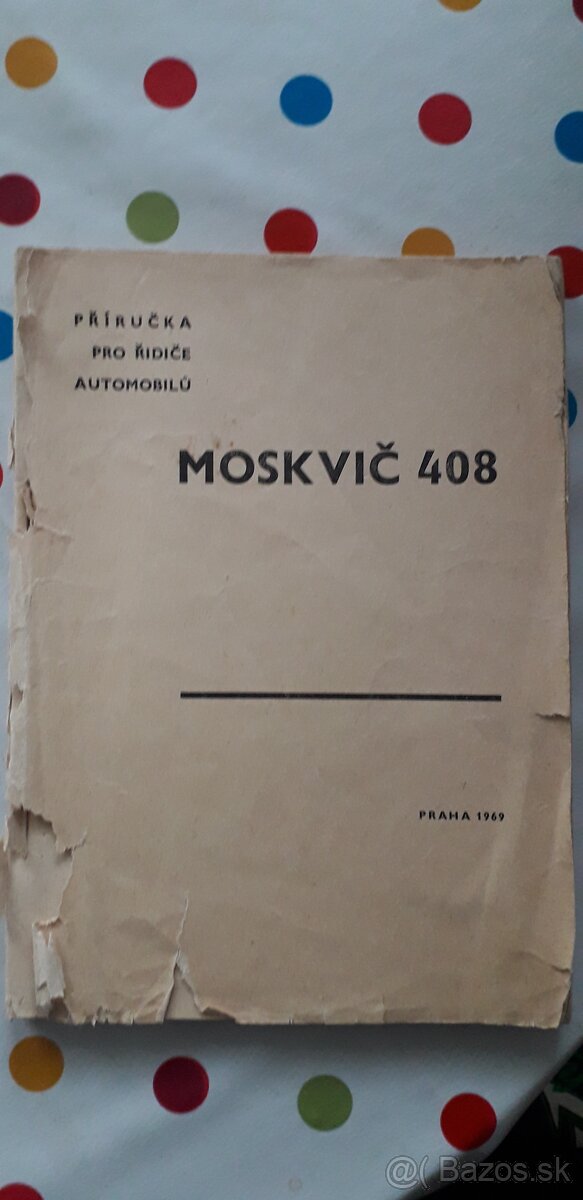 PŘÍRUČKA
PRO ŘIDIČE
AUTOMOBILŮ
MOSKVIČ 408
PRAHA 1969
@( Bazos.sk